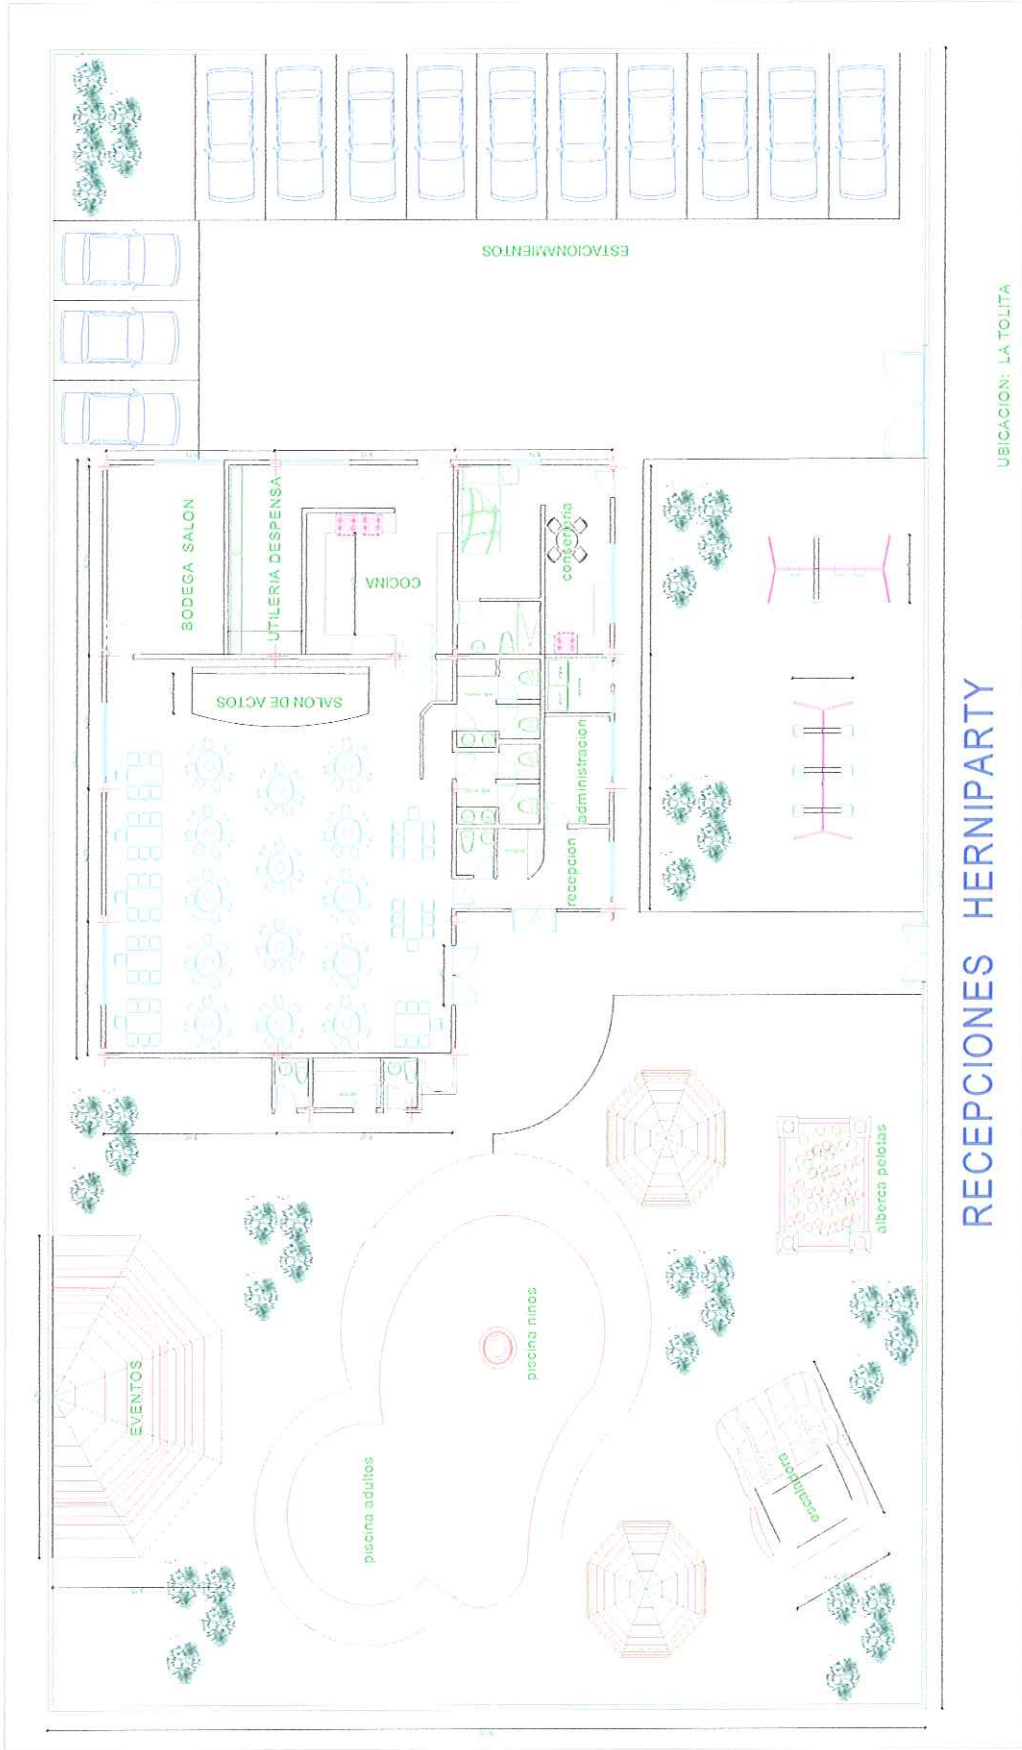 ESTACIONAMIENTOS
BODEGA SALON
UTILERIA DESPENSA
COCINA
conserjeria
SALON DE ACTOS
administracion
recepcion
EVENTOS
piscina adultos
piscina ninos
alberca pelotas
escaladora
RECEPCIONES HERNIPARTY
UBICACION: LA TOLITA